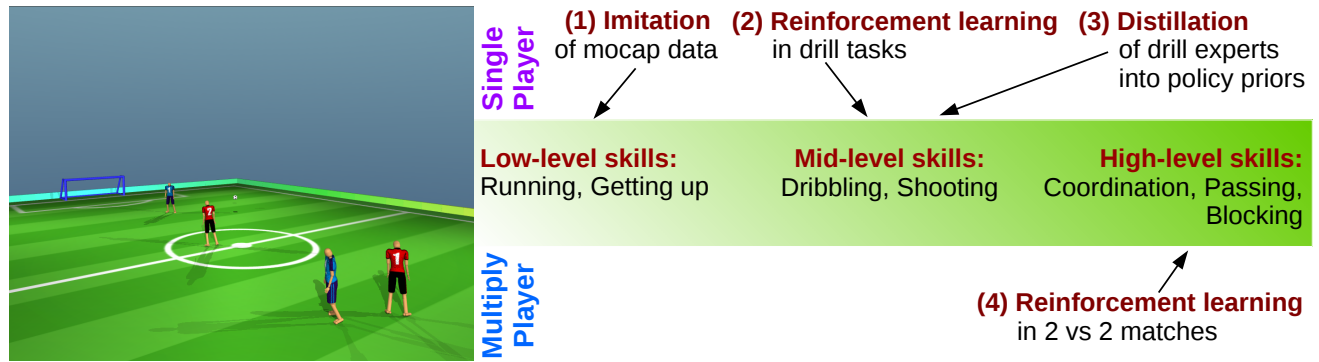 Single
Player
(1) Imitation
of mocap data
(2) Reinforcement learning
in drill tasks
(3) Distillation
of drill experts
into policy priors
Low-level skills:
Running, Getting up
Mid-level skills:
Dribbling, Shooting
High-level skills:
Coordination, Passing,
Blocking
Multiply
Player
(4) Reinforcement learning
in 2 vs 2 matches
2
1